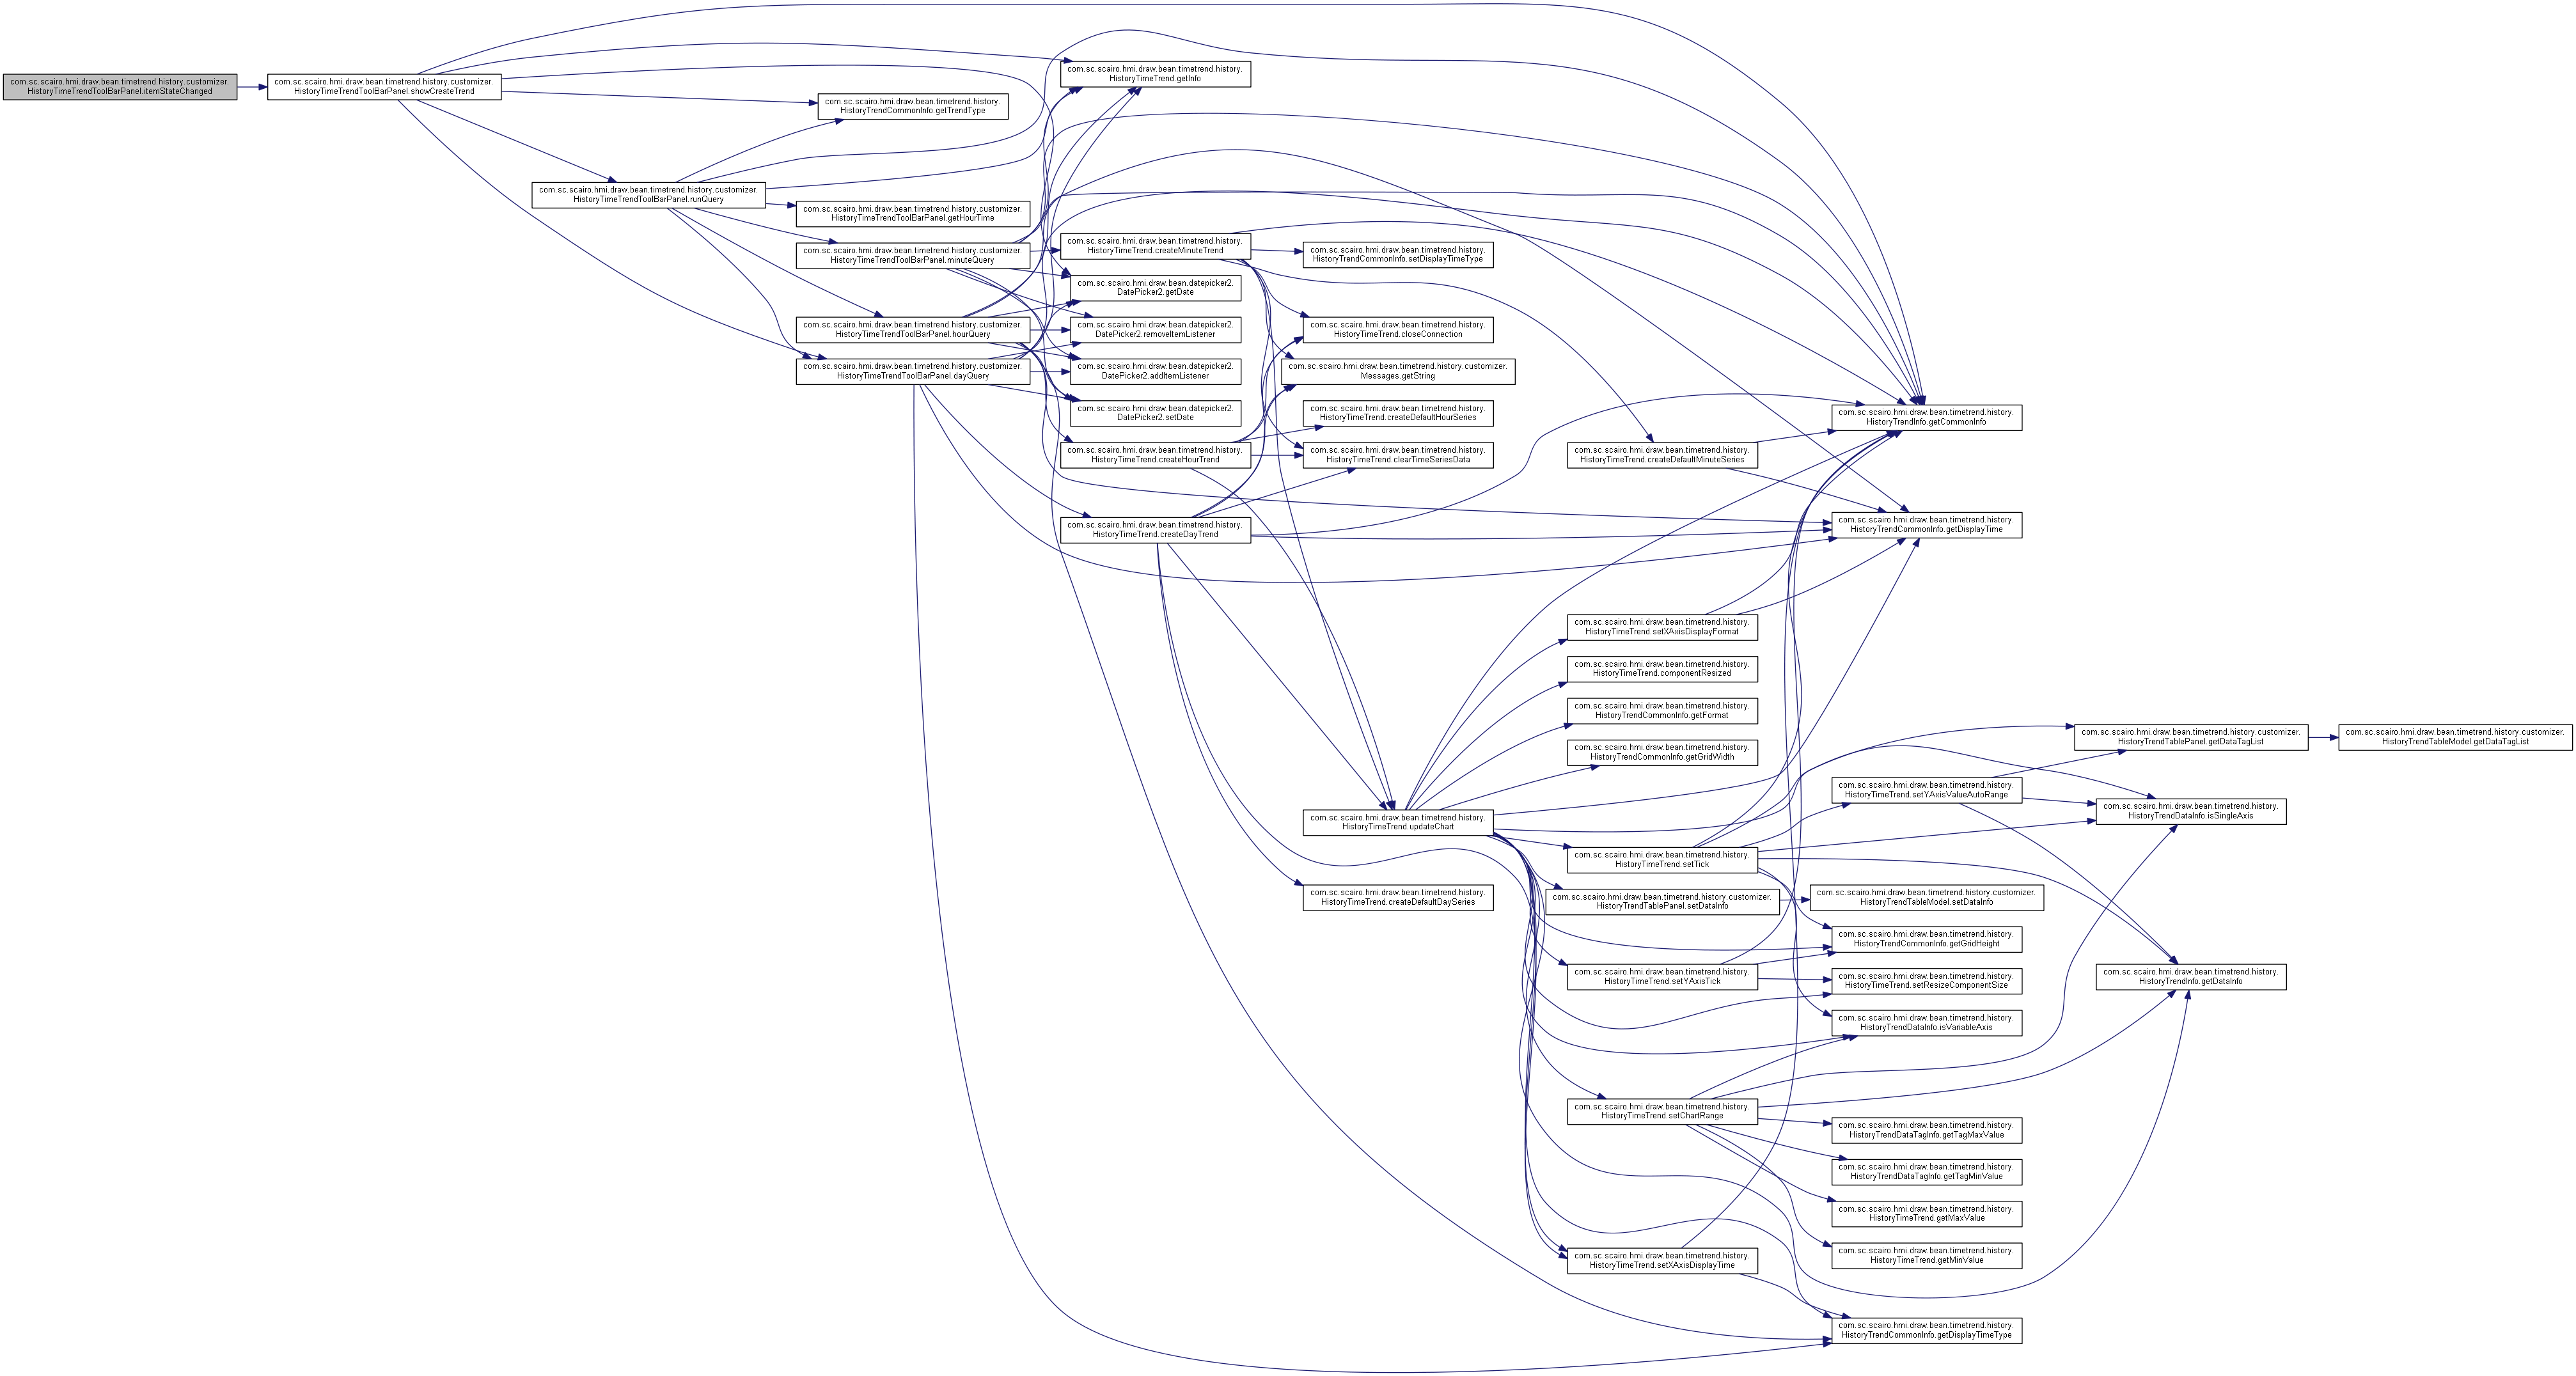 com.sc.scairo.hmi.draw.bean.timetrend.history.customizer.
HistoryTimeTrendToolBarPanel.itemStateChanged
com.sc.scairo.hmi.draw.bean.timetrend.history.customizer.
HistoryTimeTrendToolBarPanel.showCreateTrend
com.sc.scairo.hmi.draw.bean.timetrend.history.customizer.
HistoryTimeTrendToolBarPanel.runQuery
com.sc.scairo.hmi.draw.bean.timetrend.history.
HistoryTrendCommonInfo.getTrendType
com.sc.scairo.hmi.draw.bean.timetrend.history.customizer.
HistoryTimeTrendToolBarPanel.getHourTime
com.sc.scairo.hmi.draw.bean.timetrend.history.customizer.
HistoryTimeTrendToolBarPanel.minuteQuery
com.sc.scairo.hmi.draw.bean.timetrend.history.customizer.
HistoryTimeTrendToolBarPanel.hourQuery
com.sc.scairo.hmi.draw.bean.timetrend.history.customizer.
HistoryTimeTrendToolBarPanel.dayQuery
com.sc.scairo.hmi.draw.bean.timetrend.history.
HistoryTimeTrend.getInfo
com.sc.scairo.hmi.draw.bean.timetrend.history.
HistoryTimeTrend.createMinuteTrend
com.sc.scairo.hmi.draw.bean.datepicker2.
DatePicker2.getDate
com.sc.scairo.hmi.draw.bean.datepicker2.
DatePicker2.removeItemListener
com.sc.scairo.hmi.draw.bean.datepicker2.
DatePicker2.addItemListener
com.sc.scairo.hmi.draw.bean.datepicker2.
DatePicker2.setDate
com.sc.scairo.hmi.draw.bean.timetrend.history.
HistoryTimeTrend.createHourTrend
com.sc.scairo.hmi.draw.bean.timetrend.history.
HistoryTimeTrend.createDayTrend
com.sc.scairo.hmi.draw.bean.timetrend.history.
HistoryTrendCommonInfo.setDisplayTimeType
com.sc.scairo.hmi.draw.bean.timetrend.history.
HistoryTimeTrend.closeConnection
com.sc.scairo.hmi.draw.bean.timetrend.history.customizer.
Messages.getString
com.sc.scairo.hmi.draw.bean.timetrend.history.
HistoryTimeTrend.createDefaultHourSeries
com.sc.scairo.hmi.draw.bean.timetrend.history.
HistoryTimeTrend.clearTimeSeriesData
com.sc.scairo.hmi.draw.bean.timetrend.history.
HistoryTimeTrend.updateChart
com.sc.scairo.hmi.draw.bean.timetrend.history.
HistoryTimeTrend.createDefaultDaySeries
com.sc.scairo.hmi.draw.bean.timetrend.history.
HistoryTimeTrend.createDefaultMinuteSeries
com.sc.scairo.hmi.draw.bean.timetrend.history.
HistoryTimeTrend.setXAxisDisplayFormat
com.sc.scairo.hmi.draw.bean.timetrend.history.
HistoryTimeTrend.componentResized
com.sc.scairo.hmi.draw.bean.timetrend.history.
HistoryTrendCommonInfo.getFormat
com.sc.scairo.hmi.draw.bean.timetrend.history.
HistoryTrendCommonInfo.getGridWidth
com.sc.scairo.hmi.draw.bean.timetrend.history.
HistoryTimeTrend.setTick
com.sc.scairo.hmi.draw.bean.timetrend.history.customizer.
HistoryTrendTablePanel.setDataInfo
com.sc.scairo.hmi.draw.bean.timetrend.history.
HistoryTimeTrend.setYAxisTick
com.sc.scairo.hmi.draw.bean.timetrend.history.
HistoryTimeTrend.setChartRange
com.sc.scairo.hmi.draw.bean.timetrend.history.
HistoryTimeTrend.setXAxisDisplayTime
com.sc.scairo.hmi.draw.bean.timetrend.history.
HistoryTrendInfo.getCommonInfo
com.sc.scairo.hmi.draw.bean.timetrend.history.
HistoryTrendCommonInfo.getDisplayTime
com.sc.scairo.hmi.draw.bean.timetrend.history.
HistoryTimeTrend.setYAxisValueAutoRange
com.sc.scairo.hmi.draw.bean.timetrend.history.customizer.
HistoryTrendTableModel.setDataInfo
com.sc.scairo.hmi.draw.bean.timetrend.history.
HistoryTrendCommonInfo.getGridHeight
com.sc.scairo.hmi.draw.bean.timetrend.history.
HistoryTimeTrend.setResizeComponentSize
com.sc.scairo.hmi.draw.bean.timetrend.history.
HistoryTrendDataInfo.isVariableAxis
com.sc.scairo.hmi.draw.bean.timetrend.history.
HistoryTrendDataTagInfo.getTagMaxValue
com.sc.scairo.hmi.draw.bean.timetrend.history.
HistoryTrendDataTagInfo.getTagMinValue
com.sc.scairo.hmi.draw.bean.timetrend.history.
HistoryTimeTrend.getMaxValue
com.sc.scairo.hmi.draw.bean.timetrend.history.
HistoryTimeTrend.getMinValue
com.sc.scairo.hmi.draw.bean.timetrend.history.
HistoryTrendCommonInfo.getDisplayTimeType
com.sc.scairo.hmi.draw.bean.timetrend.history.customizer.
HistoryTrendTablePanel.getDataTagList
com.sc.scairo.hmi.draw.bean.timetrend.history.
HistoryTrendDataInfo.isSingleAxis
com.sc.scairo.hmi.draw.bean.timetrend.history.
HistoryTrendInfo.getDataInfo
com.sc.scairo.hmi.draw.bean.timetrend.history.customizer.
HistoryTrendTableModel.getDataTagList